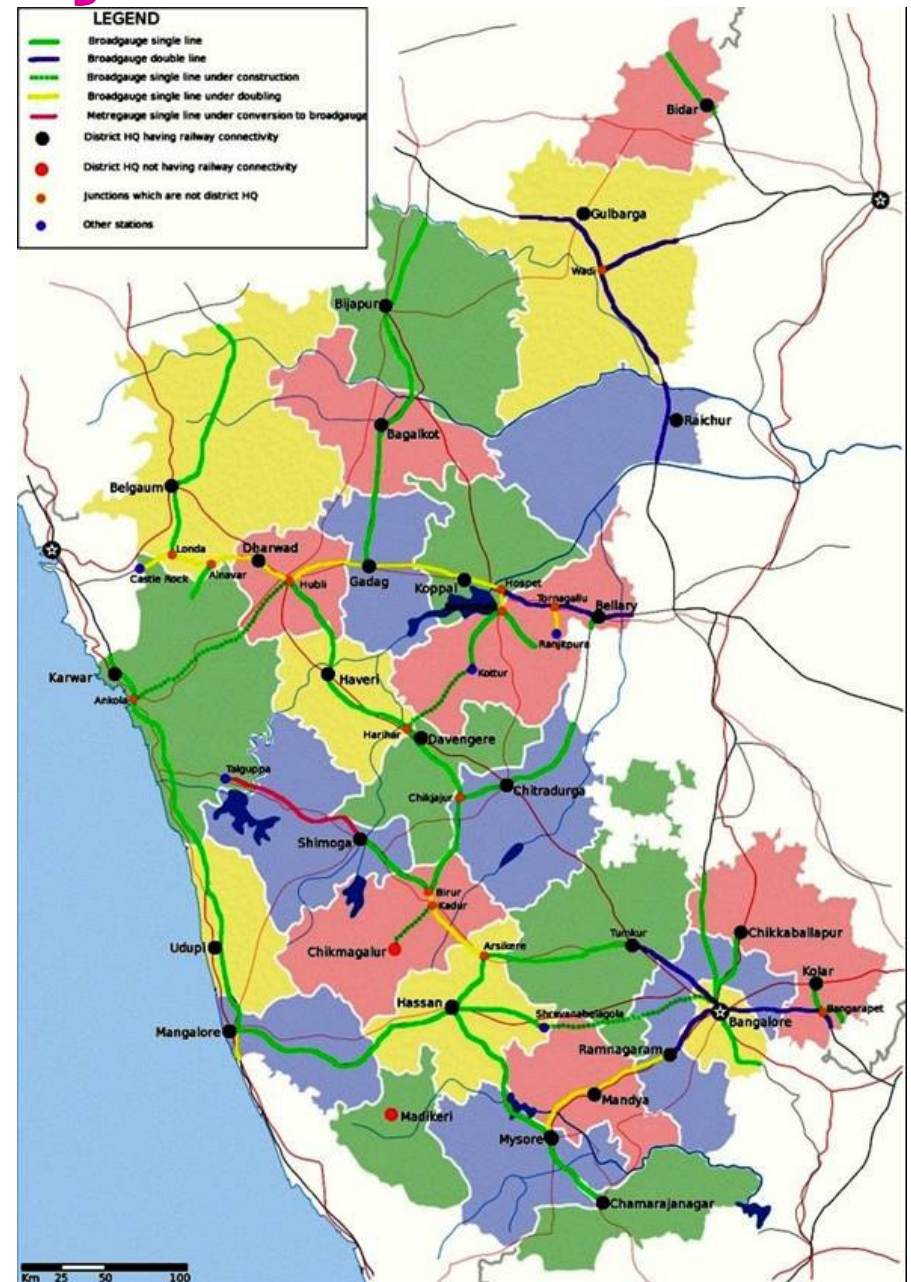 LEGEND
Broadgauge single line
Broadgauge double line
Broadgauge single line under construction
Broadgauge single line under doubling
Metregauge single line under conversion to broadgauge
District HQ having railway connectivity
District HQ not having railway connectivity
Junctions which are not district HQ
Other stations
Bidar
Gulbarga
Wadi
Bijapur
Raichur
Bagalkot
Belgaum
Londa
Dharwad
Castle Rock
Alnavar
Hubli
Gadag
Koppal
Hospet
Tornagallu
Bellary
Ranjitpura
Kottur
Karwar
Haveri
Ankola
Harihar
Davengere
Talguppa
Chikjajur
Chitradurga
Shimoga
Birur
Kadur
Chikmagalur
Arsikere
Tumkur
Chikkaballapur
Udupi
Kolar
Hassan
Shravanabelagola
Bangarapet
Bangalore
Mangalore
Ramnagaram
Mandya
Madikeri
Mysore
Chamarajanagar
Km 25 50 100